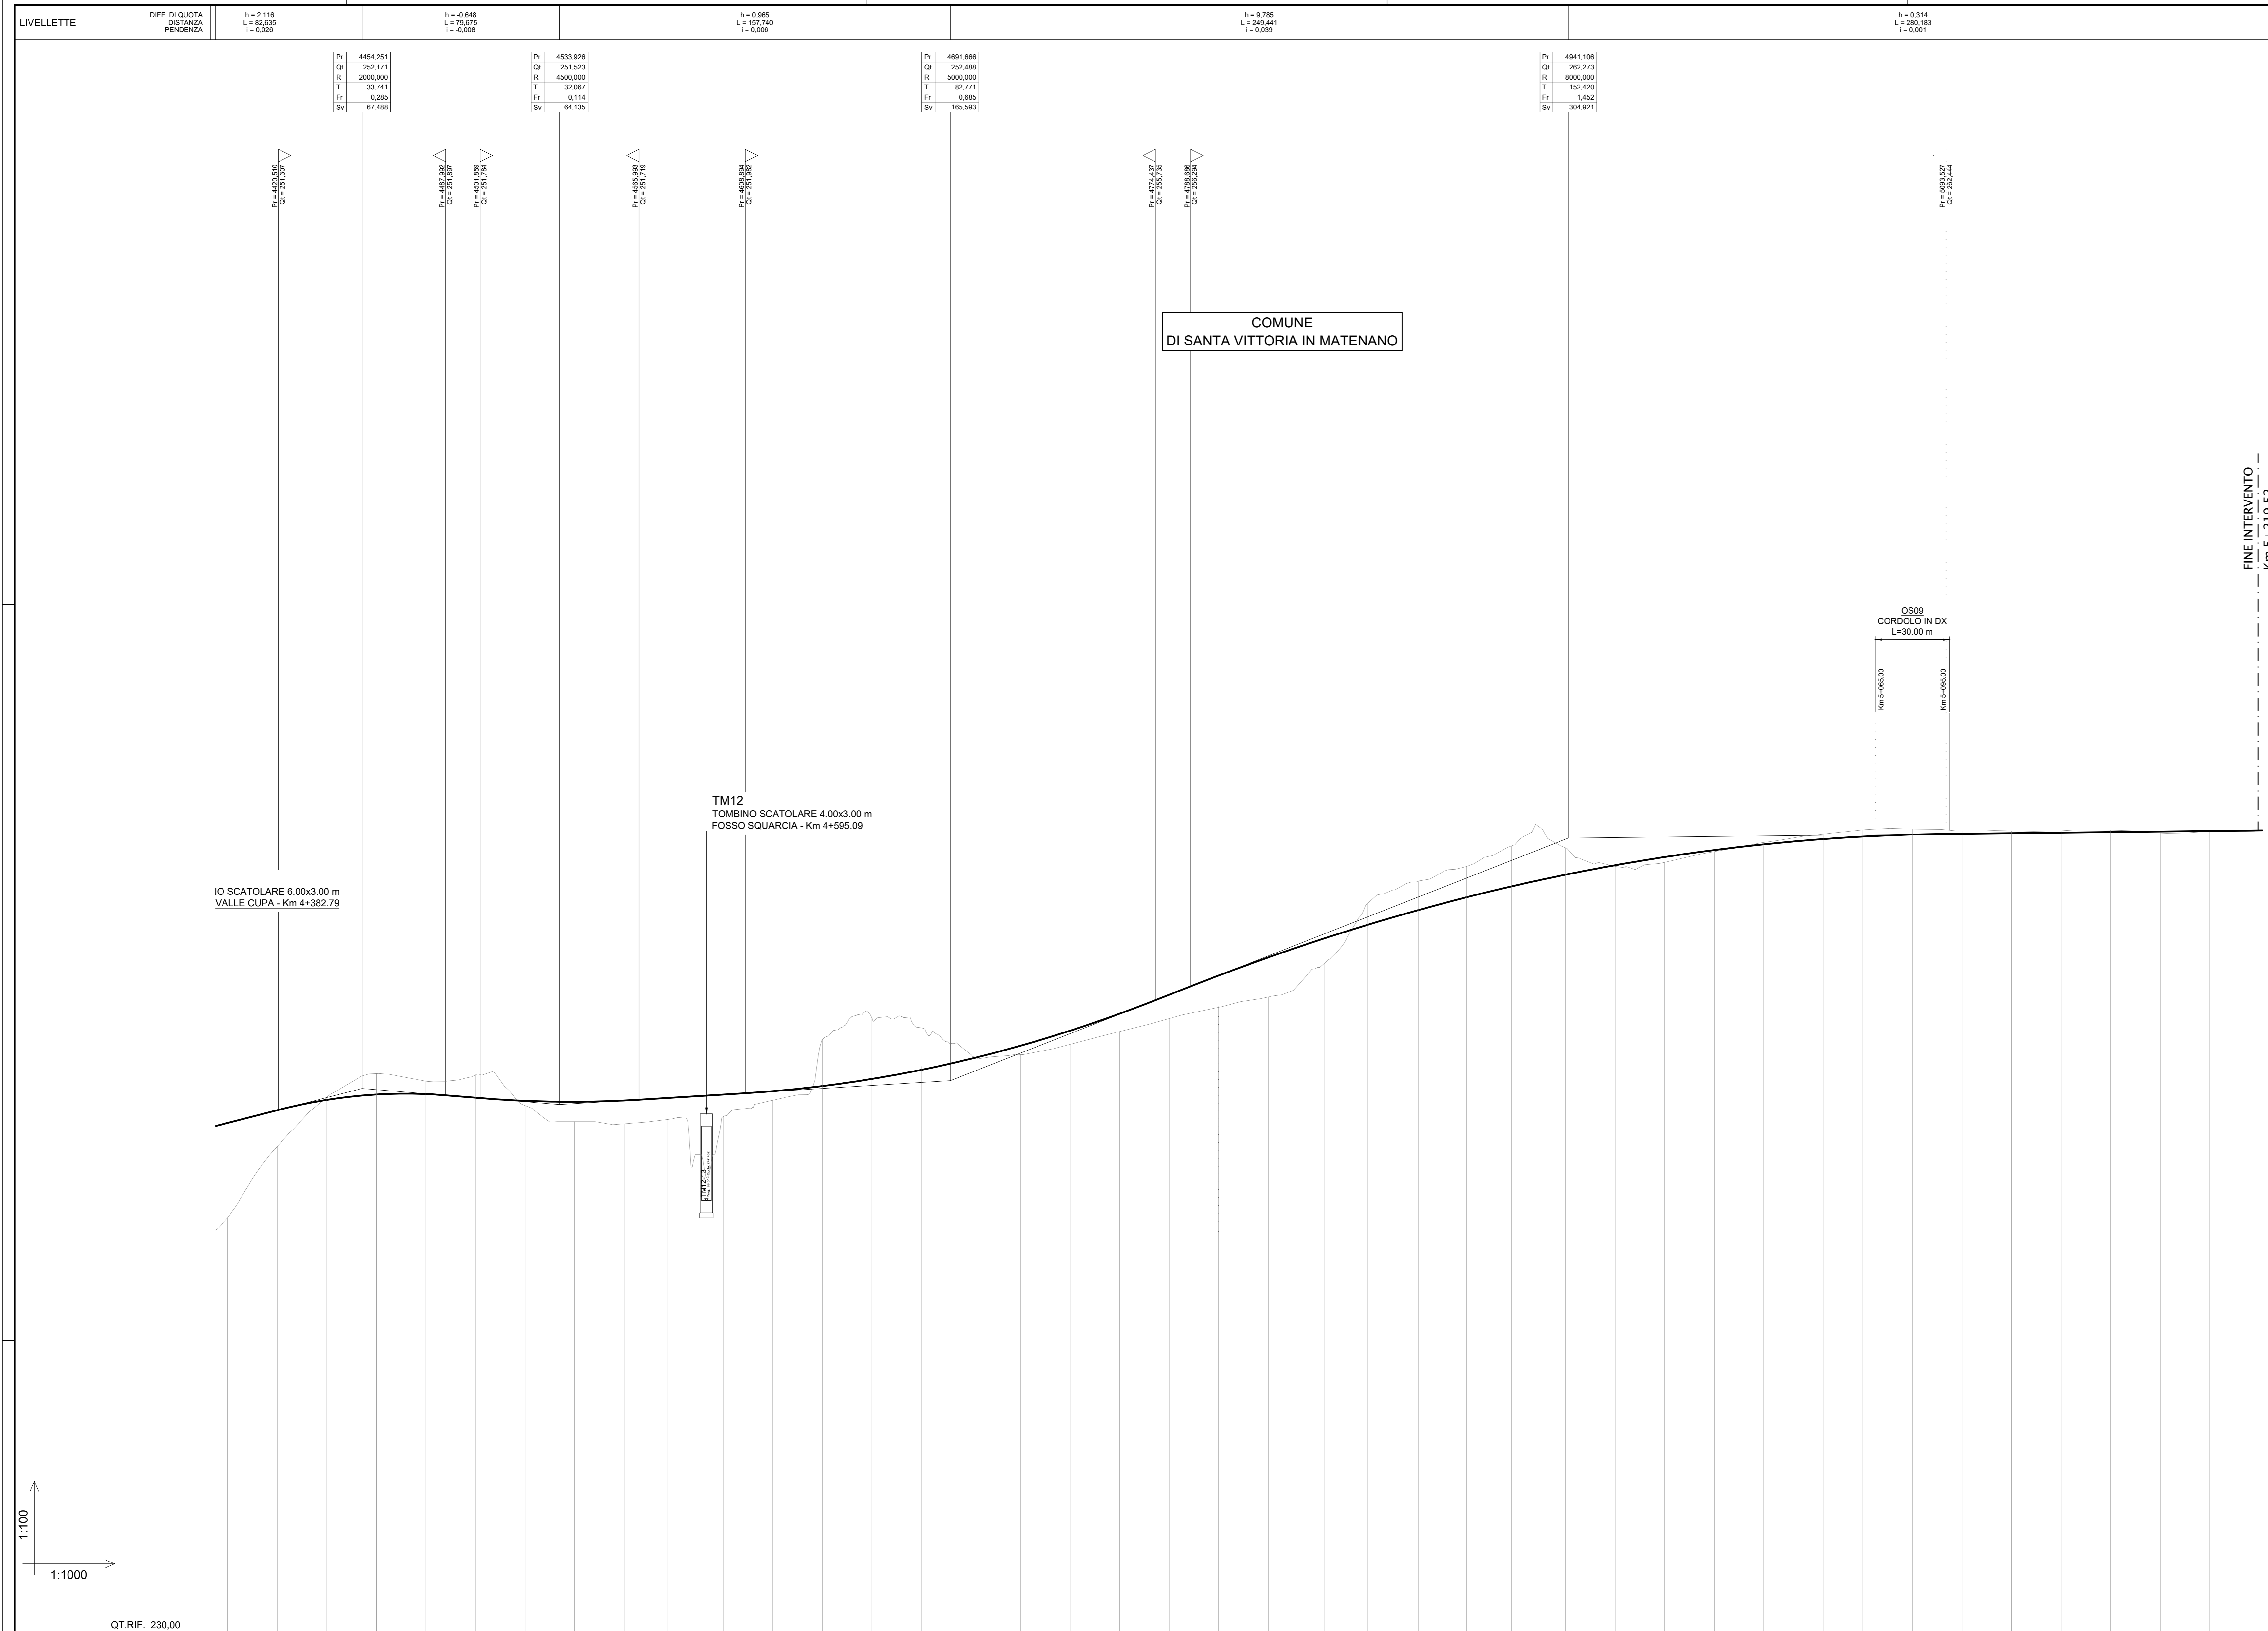 LIVELLETTE
DIFF. DI QUOTA
DISTANZA
PENDENZA
h = 2,116
L = 82,635
i = 0,026
h = -0,648
L = 79,675
i = -0,008
h = 0,965
L = 157,740
i = 0,006
h = 9,785
L = 249,441
i = 0,039
h = 0,314
L = 280,183
i = 0,001
Pr 4454,251
Qt 252,171
R 2000,000
T 33,741
Fr 0,285
Sv 67,488
Pr 4533,926
Qt 251,523
R 4500,000
T 32,067
Fr 0,114
Sv 64,135
Pr 4691,666
Qt 252,488
R 5000,000
T 82,771
Fr 0,685
Sv 165,593
Pr 4941,106
Qt 262,273
R 8000,000
T 152,420
Fr 1,452
Sv 304,921
Pr = 4420,510
Qt = 251,307
Pr = 4487,992
Qt = 251,897
Pr = 4501,859
Qt = 251,784
Pr = 4565,993
Qt = 251,719
Pr = 4608,894
Qt = 251,982
Pr = 4774,437
Qt = 255,735
Pr = 4788,686
Qt = 256,294
Pr = 5093,527
Qt = 262,444
COMUNE
DI SANTA VITTORIA IN MATENANO
FINE INTERVENTO
Km 5+219.52
OS09
CORDOLO IN DX
L=30.00 m
Km 5+065.00
Km 5+095.00
TM12
TOMBINO SCATOLARE 4.00x3.00 m
FOSSO SQUARCIA - Km 4+595.09
IO SCATOLARE 6.00x3.00 m
VALLE CUPA - Km 4+382.79
TM12-13
1:100
1:1000
QT.RIF. 230,00